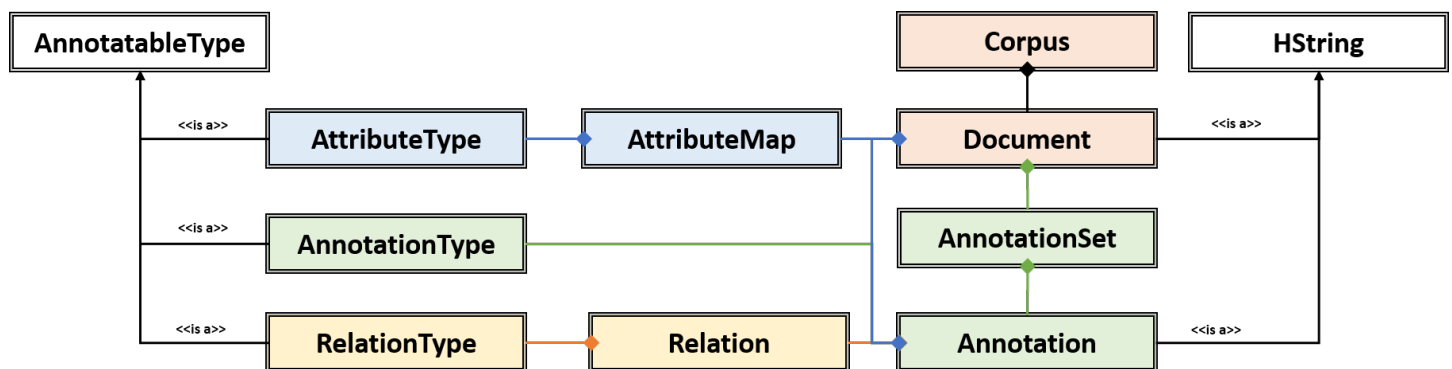 AnnotatableType
Corpus
HString
<<is a>>
AttributeType
AttributeMap
Document
<<is a>>
<<is a>>
AnnotationType
AnnotationSet
<<is a>>
RelationType
Relation
Annotation
<<is a>>